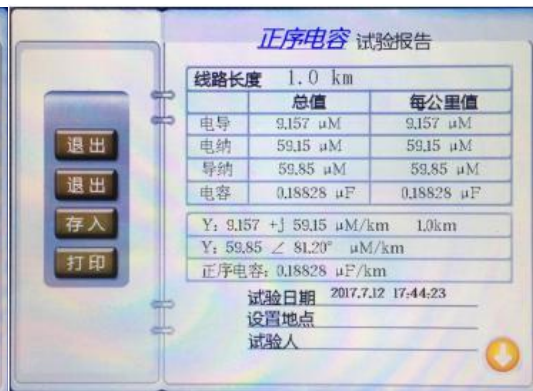 正序电容 试验报告
线路长度 1.0 km
总值 每公里值
电导 9.157 μM 9.157 μM
电纳 59.15 μM 59.15 μM
导纳 59.85 μM 59.85 μM
电容 0.18828 μF 0.18828 μF
Y: 9.157 +j 59.15 μM/km 1.0km
Y: 59.85 ∠ 81.20° μM/km
正序电容: 0.18828 μF/km
试验日期 2017.7.12 17:44:23
设置地点
试验人
退出
退出
存入
打印